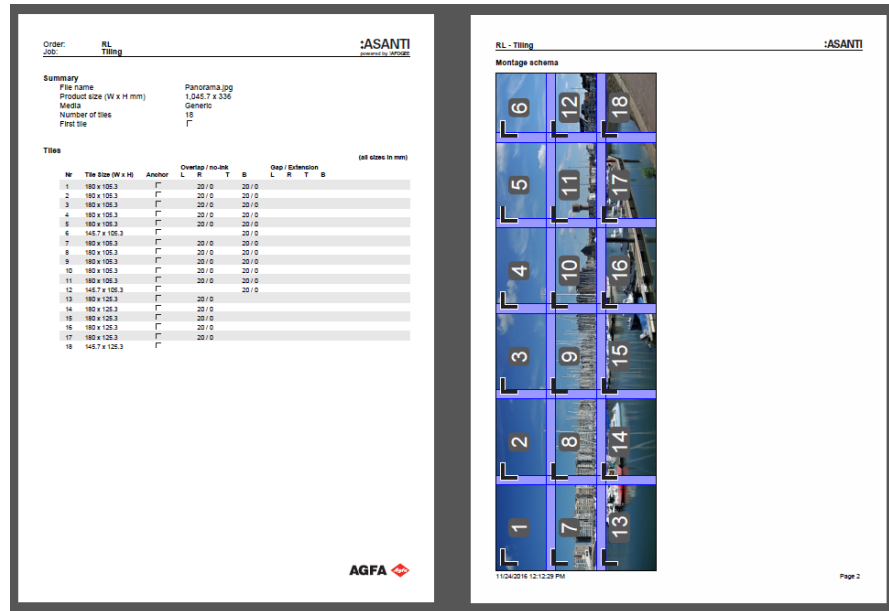 Order: RL
Job: Tiling
:ASANTI
powered by :APOGEE
Summary
File name Panorama.jpg
Product size (W x H mm) 1,045.7 x 336
Media Generic
Number of tiles 18
First tile
Tiles
(all sizes in mm)
Overlap / no-ink Gap / Extension
Nr Tile Size (W x H) Anchor L R T B L R T B
1 180 x 105.3 20 / 0 20 / 0
2 180 x 105.3 20 / 0 20 / 0
3 180 x 105.3 20 / 0 20 / 0
4 180 x 105.3 20 / 0 20 / 0
5 180 x 105.3 20 / 0 20 / 0
6 145.7 x 105.3 20 / 0
7 180 x 105.3 20 / 0 20 / 0
8 180 x 105.3 20 / 0 20 / 0
9 180 x 105.3 20 / 0 20 / 0
10 180 x 105.3 20 / 0 20 / 0
11 180 x 105.3 20 / 0 20 / 0
12 145.7 x 105.3 20 / 0
13 180 x 125.3 20 / 0
14 180 x 125.3 20 / 0
15 180 x 125.3 20 / 0
16 180 x 125.3 20 / 0
17 180 x 125.3 20 / 0
18 145.7 x 125.3
AGFA
RL - Tiling :ASANTI
Montage schema
6 12 18
5 11 17
4 10 16
3 9 15
2 8 14
1 7 13
11/24/2016 12:12:29 PM Page 2